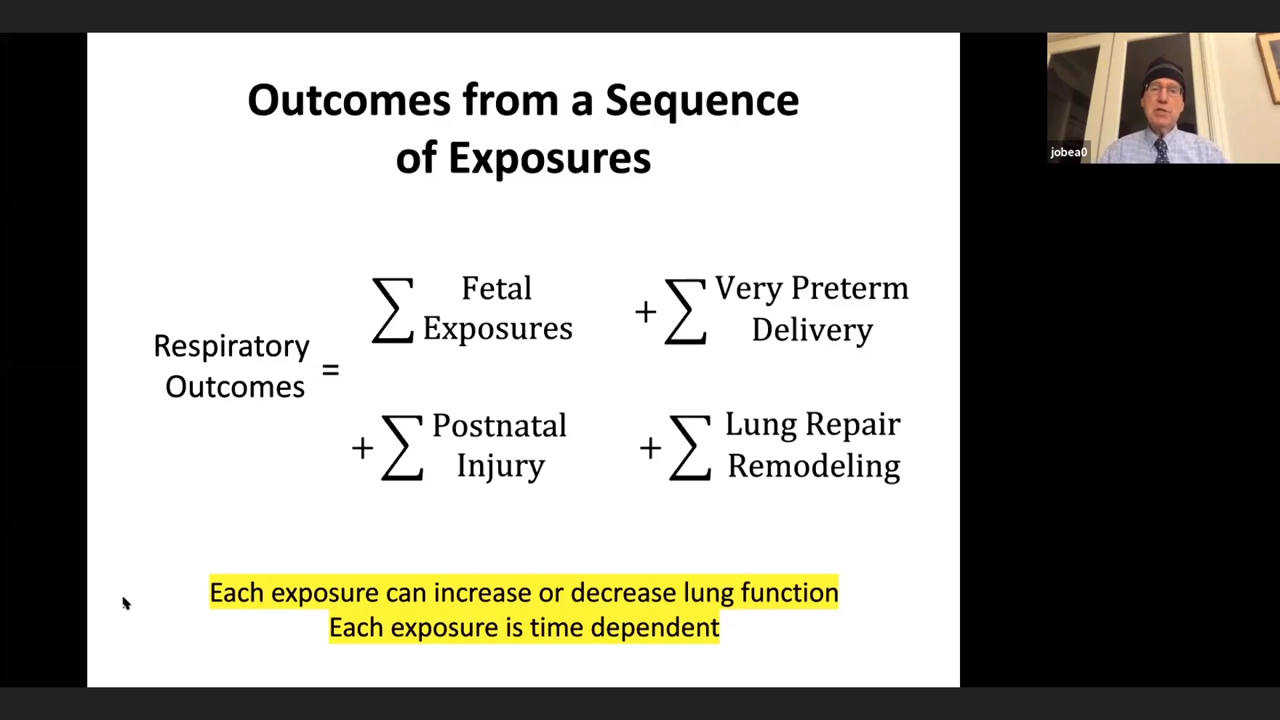 Outcomes from a Sequence
of Exposures
Respiratory
Outcomes
=
∑ Fetal
Exposures
+ ∑ Very Preterm
Delivery
+ ∑ Postnatal
Injury
+ ∑ Lung Repair
Remodeling
Each exposure can increase or decrease lung function
Each exposure is time dependent
jobea0